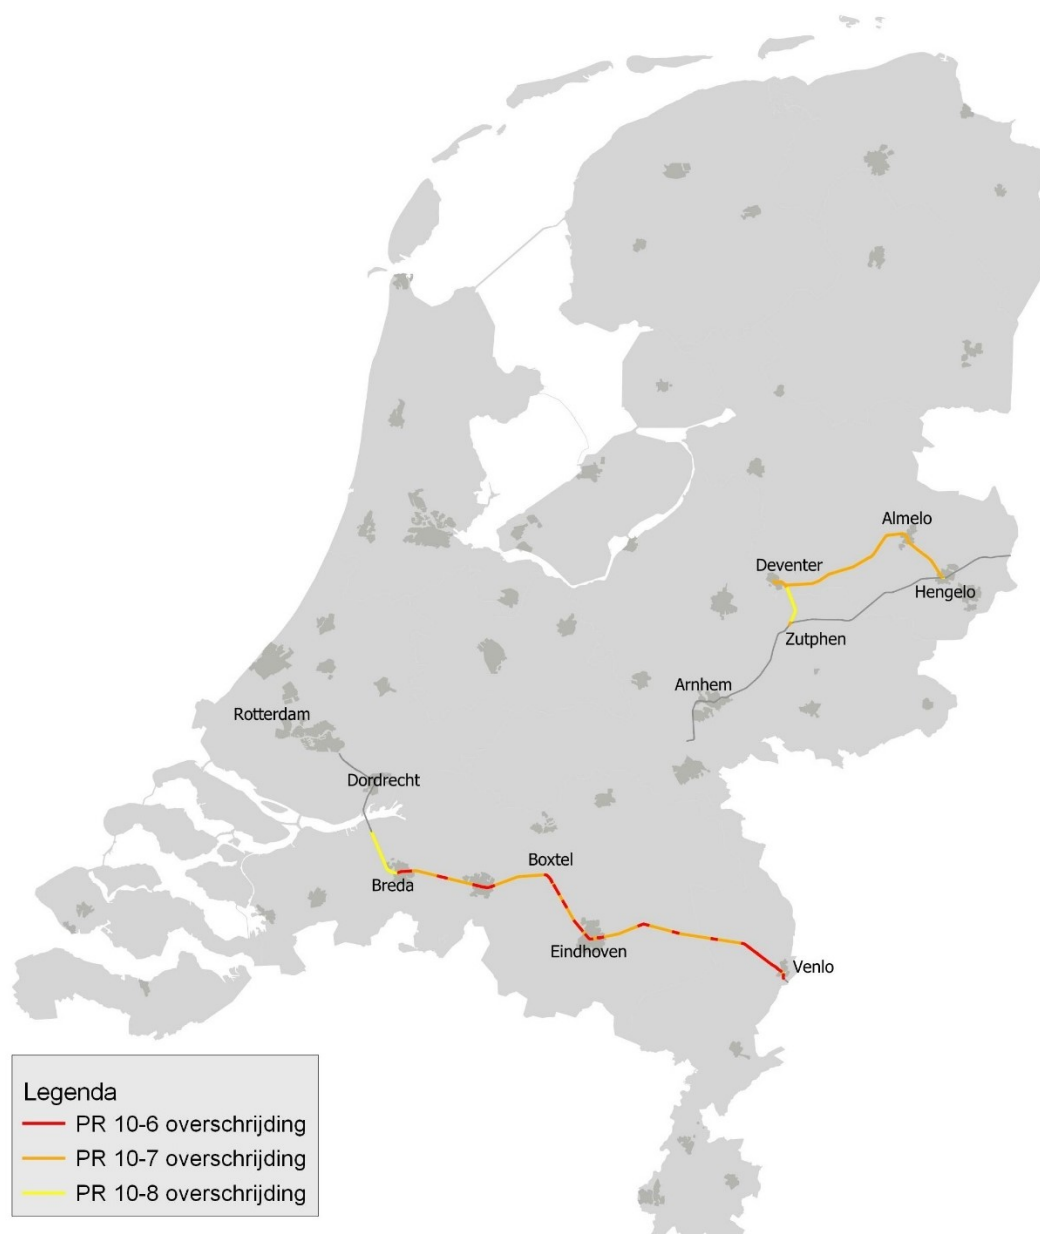 Almelo
Deventer
Hengelo
Zutphen
Arnhem
Rotterdam
Dordrecht
Boxtel
Breda
Eindhoven
Venlo
Legenda
PR 10-6 overschrijding
PR 10-7 overschrijding
PR 10-8 overschrijding